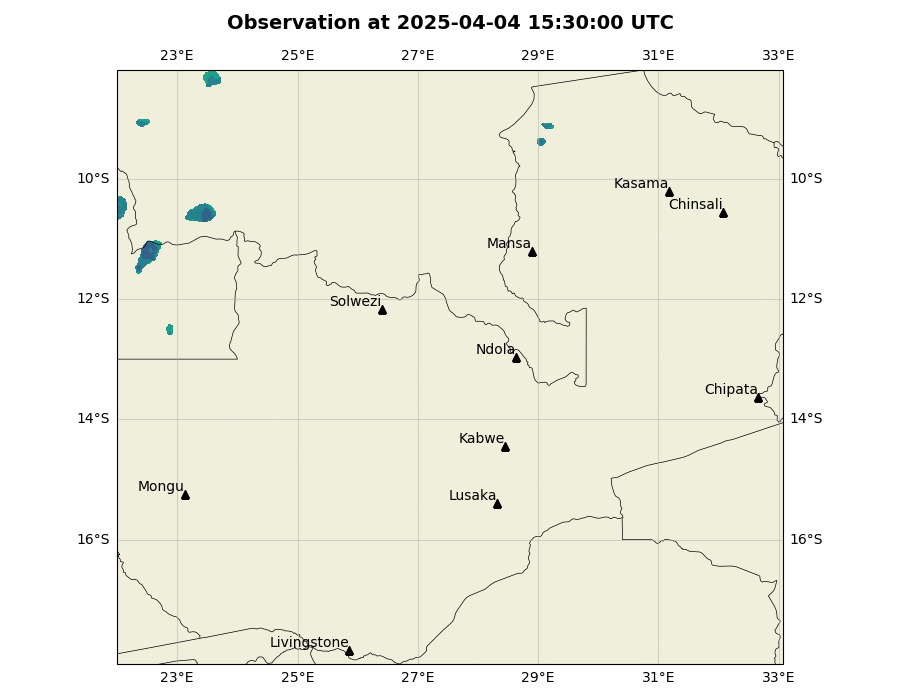 Observation at 2025-04-04 15:30:00 UTC
23°E 25°E 27°E 29°E 31°E 33°E
10°S 10°S
Kasama
Chinsali
Mansa
12°S 12°S
Solwezi
Ndola
Chipata
14°S 14°S
Kabwe
Mongu
Lusaka
16°S 16°S
Livingstone
23°E 25°E 27°E 29°E 31°E 33°E